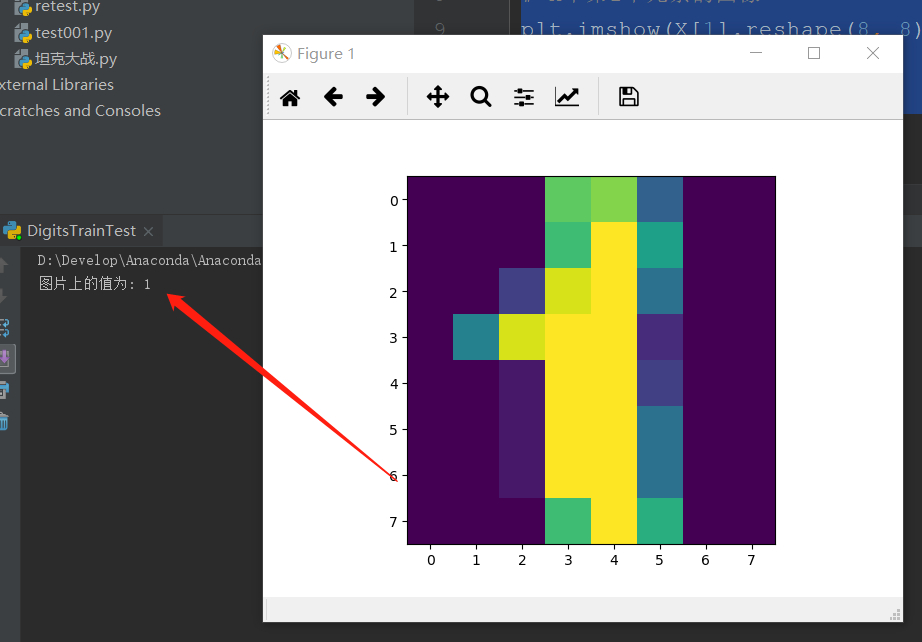 retest.py
test001.py
坦克大战.py
xternal Libraries
cratches and Consoles
9
plt.imshow(X[1].reshape(8, 8)
Figure 1
DigitsTrainTest
D:\Develop\Anaconda\Anaconda
图片上的值为: 1
0
1
2
3
4
5
6
7
0 1 2 3 4 5 6 7